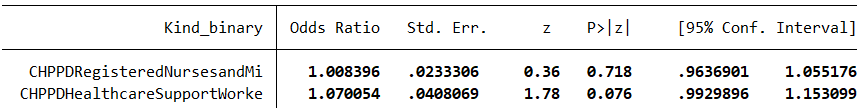 Kind_binary Odds Ratio Std. Err. z P>|z| [95% Conf. Interval]
CHPPDRegisteredNursesandMi 1.008396 .0233306 0.36 0.718 .9636901 1.055176
CHPPDHealthcareSupportWorke 1.070054 .0408069 1.78 0.076 .9929896 1.153099